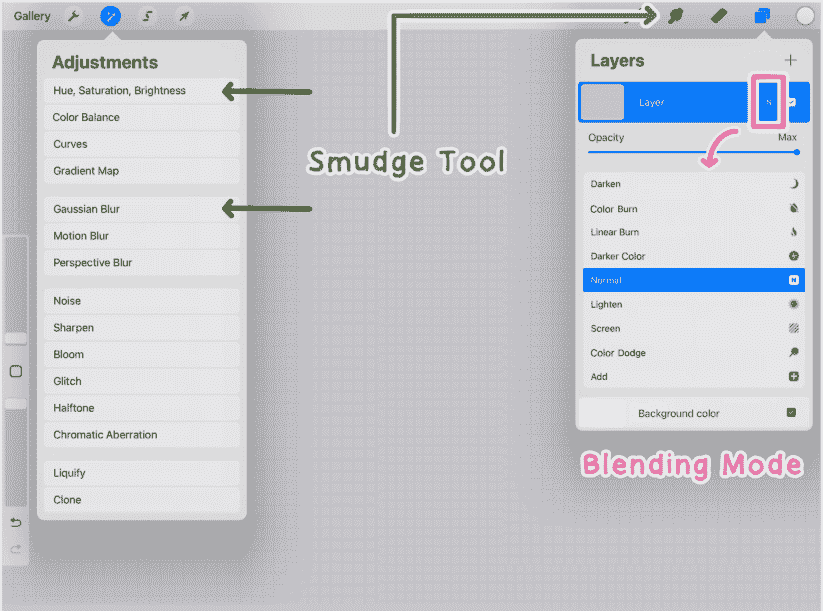 Gallery
Adjustments
Hue, Saturation, Brightness
Color Balance
Curves
Gradient Map
Gaussian Blur
Motion Blur
Perspective Blur
Noise
Sharpen
Bloom
Glitch
Halftone
Chromatic Aberration
Liquify
Clone
Smudge Tool
Layers
Layer N
Opacity Max
Darken
Color Burn
Linear Burn
Darker Color
Normal N
Lighten
Screen
Color Dodge
Add
Background color
Blending Mode